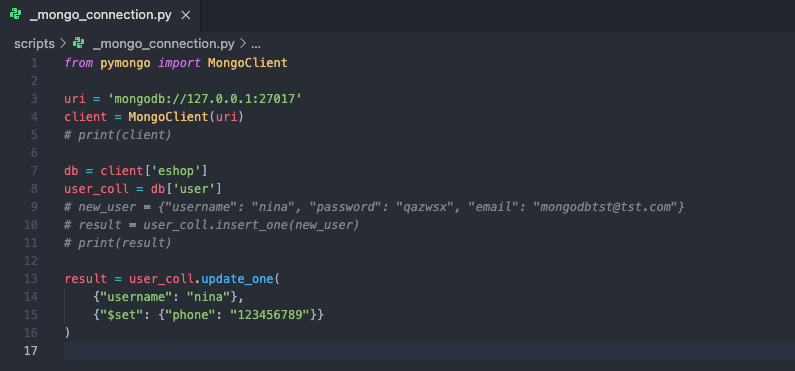 _mongo_connection.py ×
scripts > _mongo_connection.py > ...
1 from pymongo import MongoClient
2
3 uri = 'mongodb://127.0.0.1:27017'
4 client = MongoClient(uri)
5 # print(client)
6
7 db = client['eshop']
8 user_coll = db['user']
9 # new_user = {"username": "nina", "password": "qazwsx", "email": "mongodbtst@tst.com"}
10 # result = user_coll.insert_one(new_user)
11 # print(result)
12
13 result = user_coll.update_one(
14     {"username": "nina"},
15     {"$set": {"phone": "123456789"}}
16 )
17